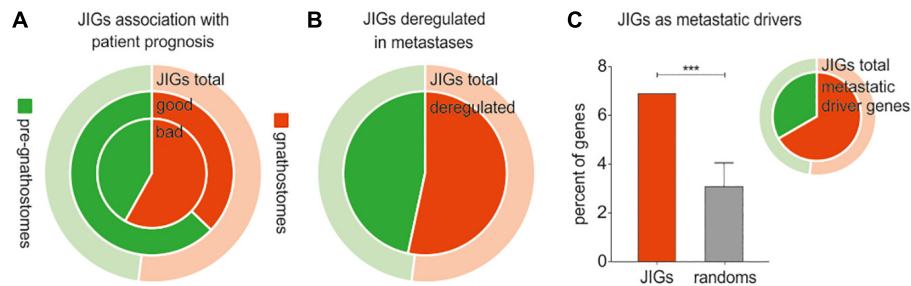 A
JIGs association with
patient prognosis
JIGs total
good
bad
pre-gnathostomes
gnathostomes
B
JIGs deregulated
in metastases
JIGs total
deregulated
C
JIGs as metastatic drivers
percent of genes
8
6
4
2
0
***
JIGs
randoms
JIGs total
metastatic
driver genes